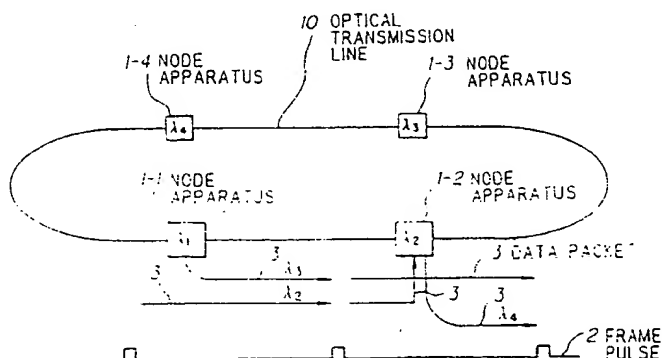 10 OPTICAL
TRANSMISSION
LINE
1-4 NODE
APPARATUS
1-3 NODE
APPARATUS
λ4
λ3
1-1 NODE
APPARATUS
1-2 NODE
APPARATUS
λ1
λ2
3
λ3
3 DATA PACKET
3
λ2
3
3
λ4
2 FRAME
PULSE